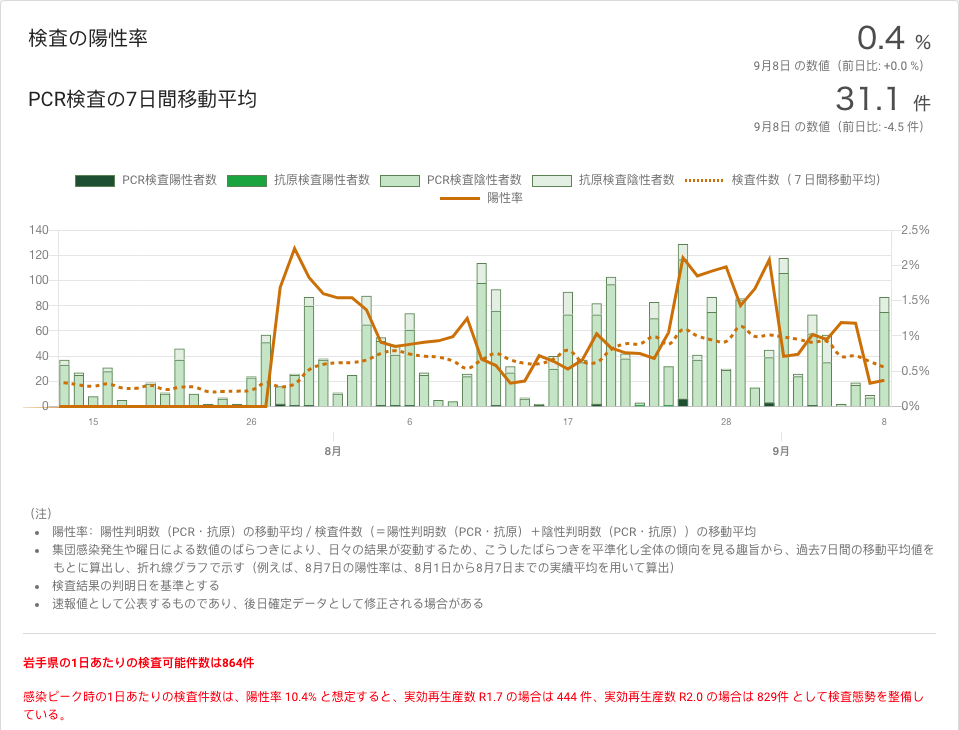 検査の陽性率
0.4 %
9月8日 の数値（前日比: +0.0 %）
PCR検査の7日間移動平均
31.1 件
9月8日 の数値（前日比: -4.5 件）
PCR検査陽性者数 抗原検査陽性者数 PCR検査陰性者数 抗原検査陰性者数 検査件数（７日間移動平均）
陽性率
140 2.5%
120 2%
100
80 1.5%
60 1%
40 0.5%
20
0 0%
15 26 6 17 28 8
8月 9月
（注）
• 陽性率：陽性判明数（PCR・抗原）の移動平均 / 検査件数（＝陽性判明数（PCR・抗原）＋陰性判明数（PCR・抗原））の移動平均
• 集団感染発生や曜日による数値のばらつきにより、日々の結果が変動するため、こうしたばらつきを平準化し全体の傾向を見る趣旨から、過去7日間の移動平均値を
もとに算出し、折れ線グラフで示す（例えば、8月7日の陽性率は、8月1日から8月7日までの実績平均を用いて算出）
• 検査結果の判明日を基準とする
• 速報値として公表するものであり、後日確定データとして修正される場合がある
岩手県の1日あたりの検査可能件数は864件
感染ピーク時の1日あたりの検査件数は、陽性率 10.4% と想定すると、実効再生産数 R1.7 の場合は 444 件、実効再生産数 R2.0 の場合は 829件 として検査態勢を整備し
ている。